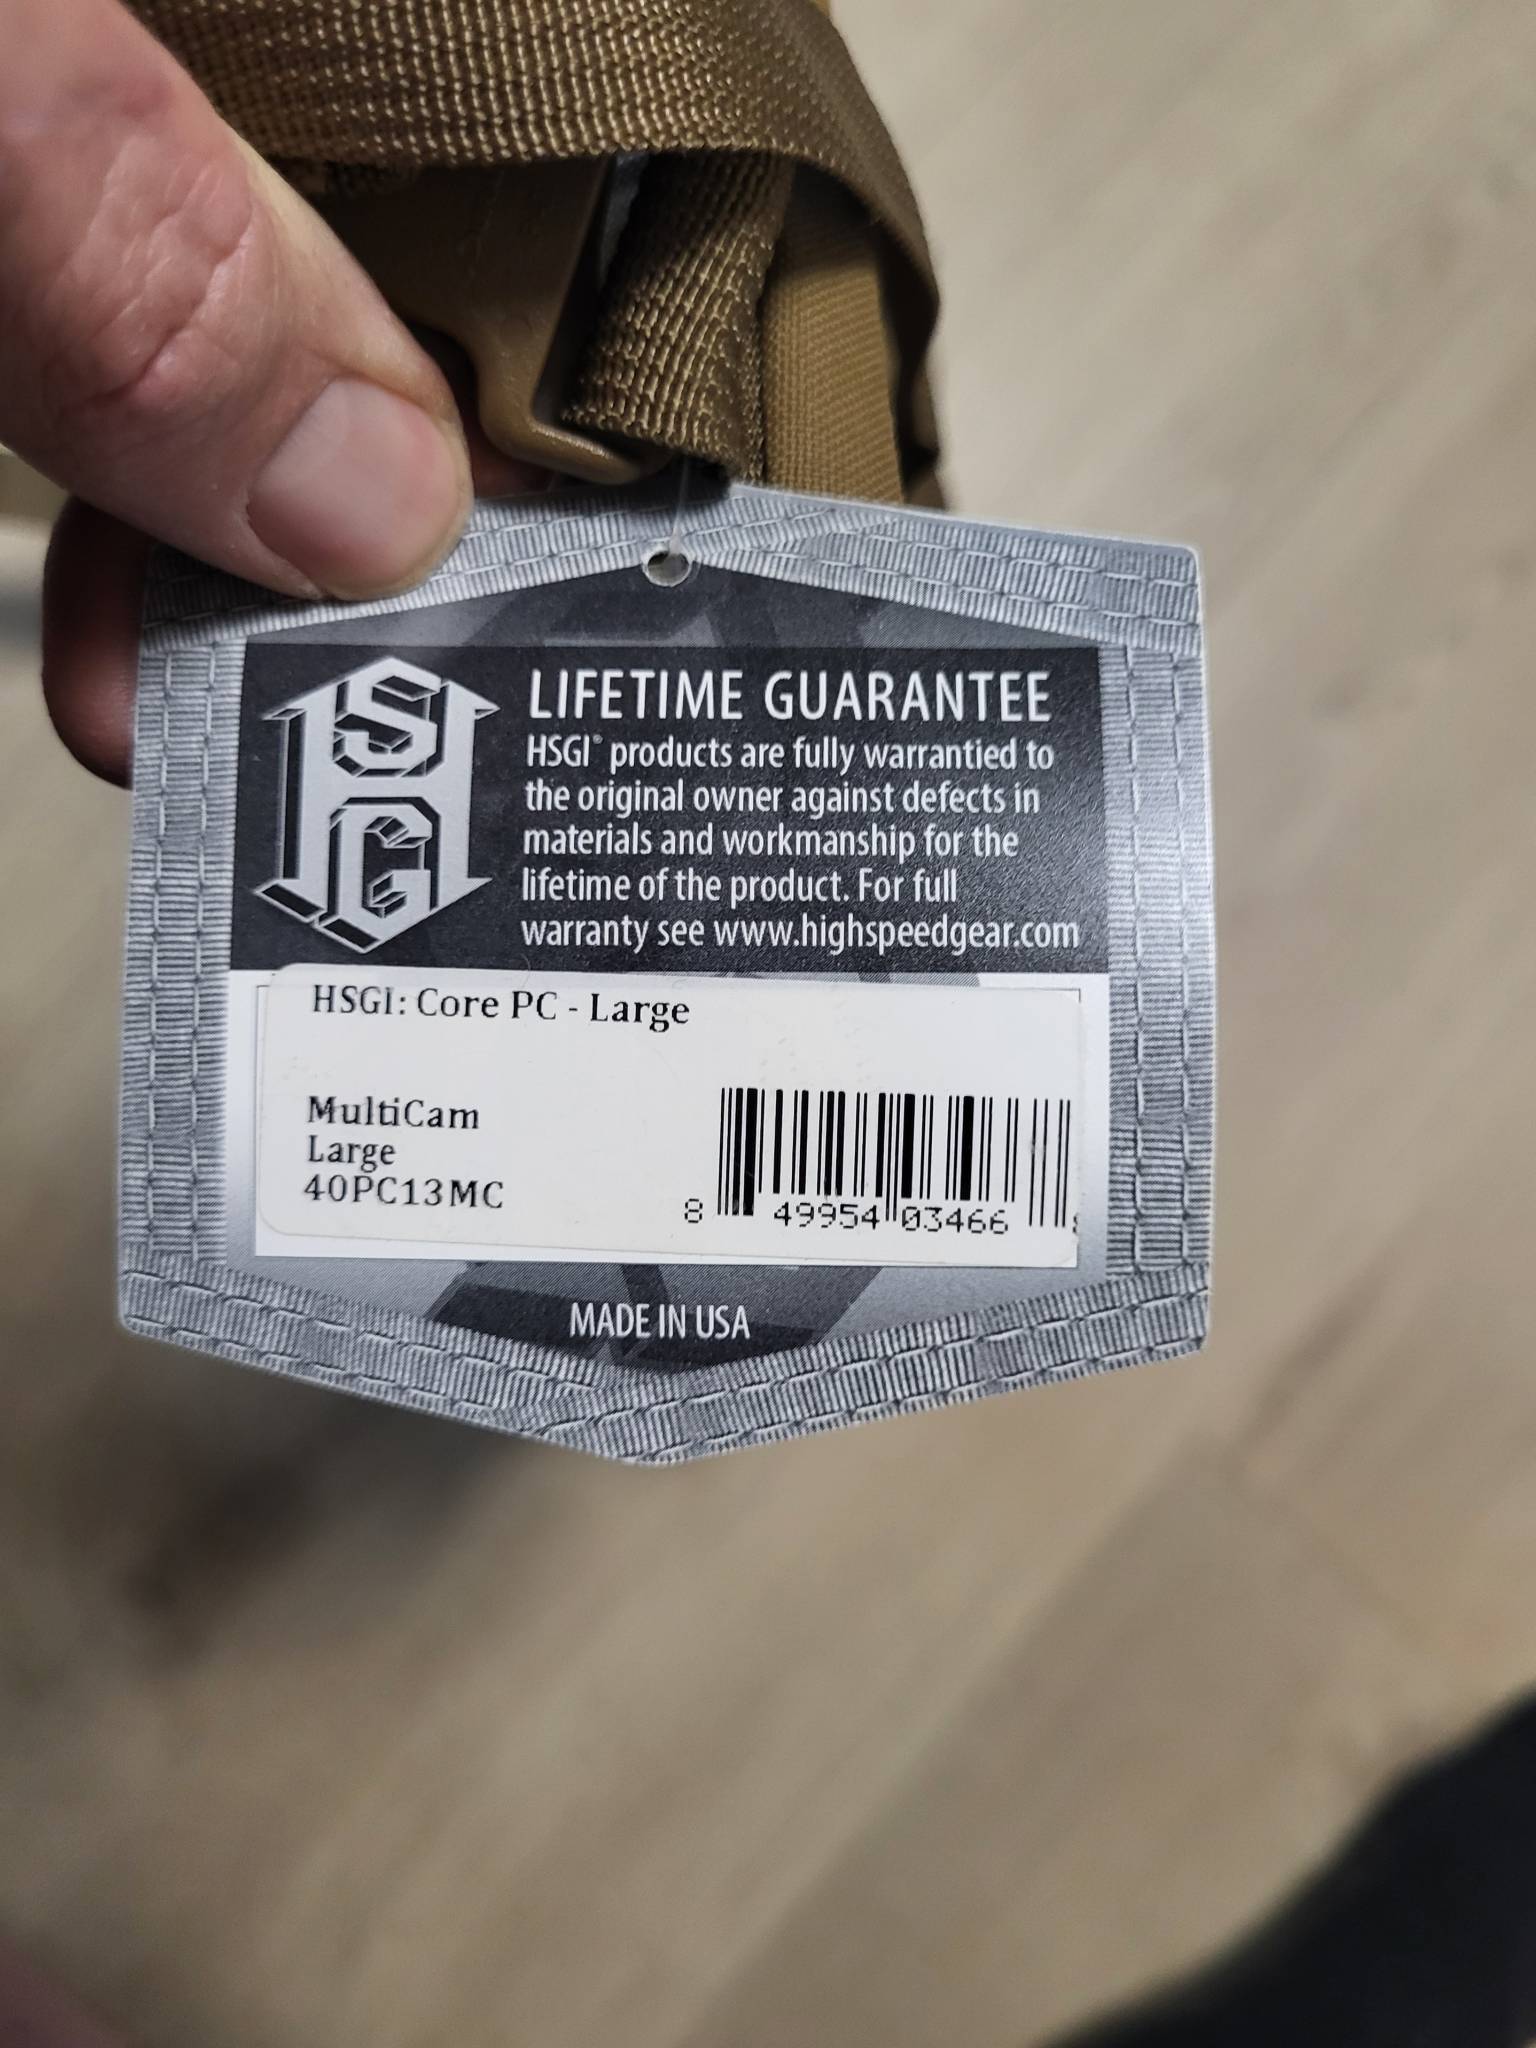 HSGI
LIFETIME GUARANTEE
HSGI® products are fully warrantied to
the original owner against defects in
materials and workmanship for the
lifetime of the product. For full
warranty see www.highspeedgear.com
HSGI: Core PC - Large
MultiCam
Large
40PC13MC
8 49954 03466
MADE IN USA